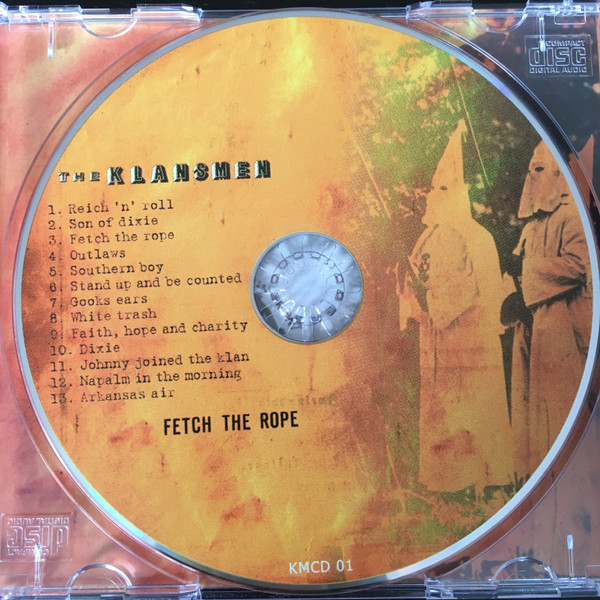 COMPACT
disc
DIGITAL AUDIO
THE KLANSMEN
1. Reich 'n' roll
2. Son of dixie
3. Fetch the rope
4. Outlaws
5. Southern boy
6. Stand up and be counted
7. Gooks ears
8. White trash
9. Faith, hope and charity
10. Dixie
11. Johnny joined the klan
12. Napalm in the morning
13. Arkansas air
FETCH THE ROPE
KMCD 01